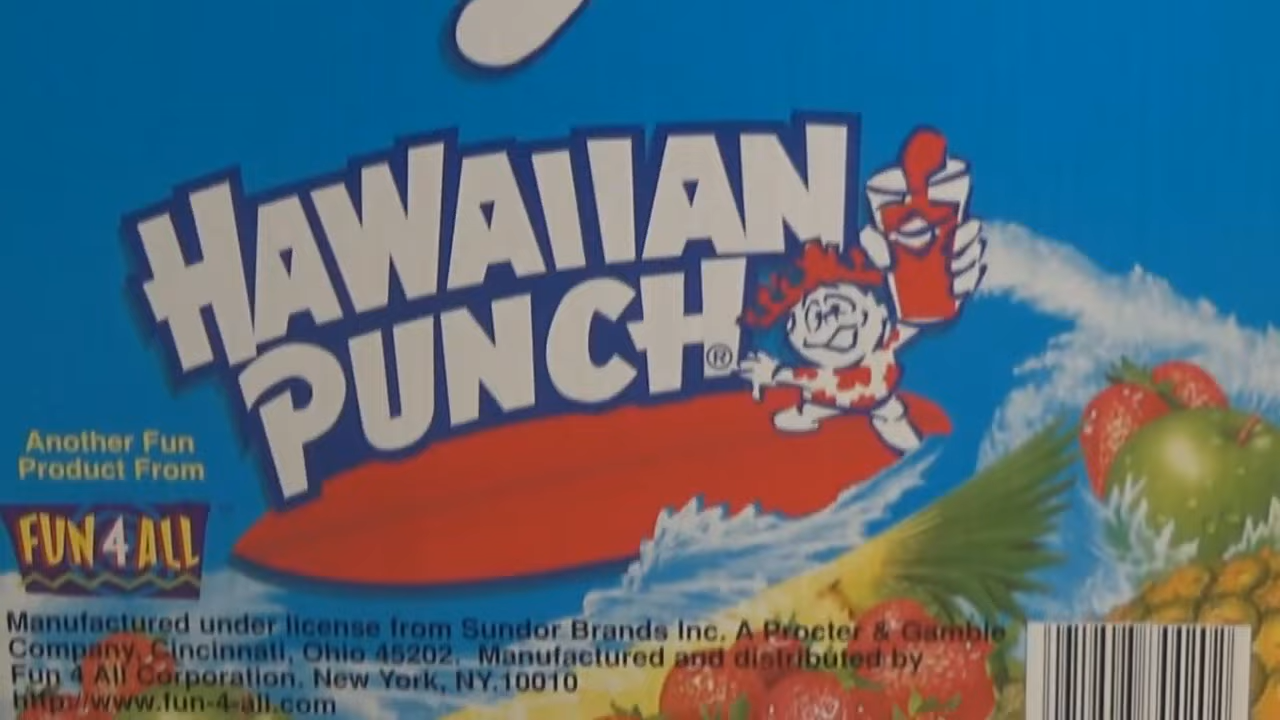 HAWAIIAN
PUNCH®
Another Fun
Product From
FUN 4 ALL
Manufactured under license from Sundor Brands Inc. A Procter & Gamble
Company, Cincinnati, Ohio 45202. Manufactured and distributed by
Fun 4 All Corporation, New York, NY.10010
http://www.fun-4-all.com